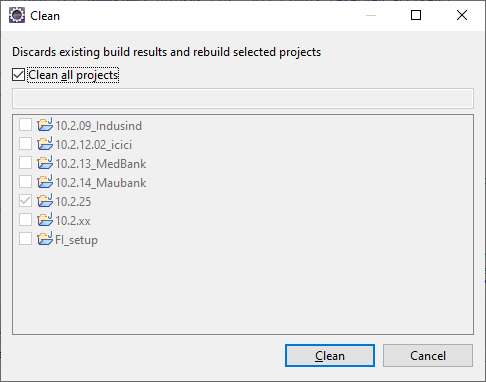 Clean
Discards existing build results and rebuild selected projects
Clean all projects
10.2.09_Indusind
10.2.12.02_icici
10.2.13_MedBank
10.2.14_Maubank
10.2.25
10.2.xx
FI_setup
Clean
Cancel